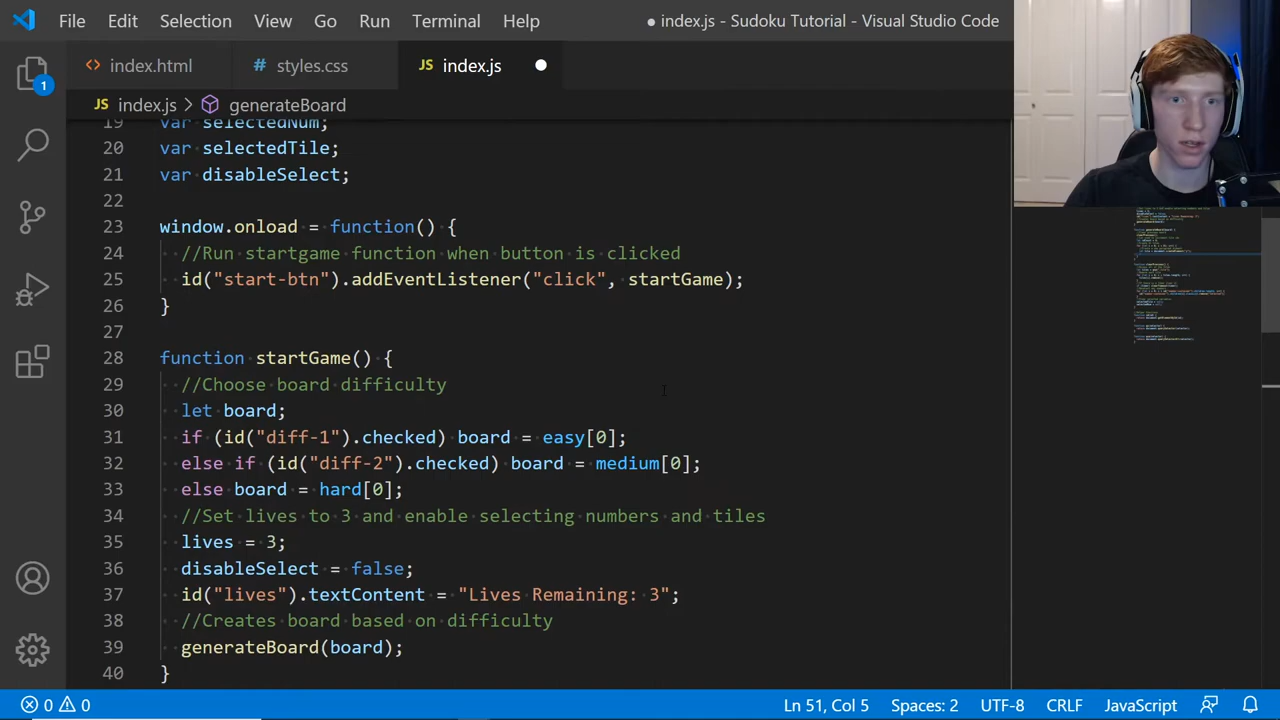 File Edit Selection View Go Run Terminal Help ● index.js - Sudoku Tutorial - Visual Studio Code
<> index.html # styles.css JS index.js ●
JS index.js > generateBoard
1
19 var selectedNum;
20 var selectedTile;
21 var disableSelect;
22
23 window.onload = function() {
24 //Run startgame function when button is clicked
25 id("start-btn").addEventListener("click", startGame);
26 }
27
28 function startGame() {
29 //Choose board difficulty
30 let board;
31 if (id("diff-1").checked) board = easy[0];
32 else if (id("diff-2").checked) board = medium[0];
33 else board = hard[0];
34 //Set lives to 3 and enable selecting numbers and tiles
35 lives = 3;
36 disableSelect = false;
37 id("lives").textContent = "Lives Remaining: 3";
38 //Creates board based on difficulty
39 generateBoard(board);
40 }
0 0 Ln 51, Col 5 Spaces: 2 UTF-8 CRLF JavaScript